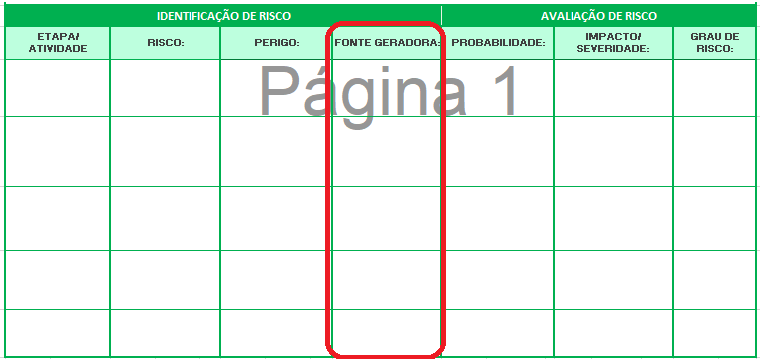 IDENTIFICAÇÃO DE RISCO
AVALIAÇÃO DE RISCO
ETAPA/
ATIVIDADE
RISCO:
PERIGO:
FONTE GERADORA:
PROBABILIDADE:
IMPACTO/
SEVERIDADE:
GRAU DE
RISCO:
Página 1